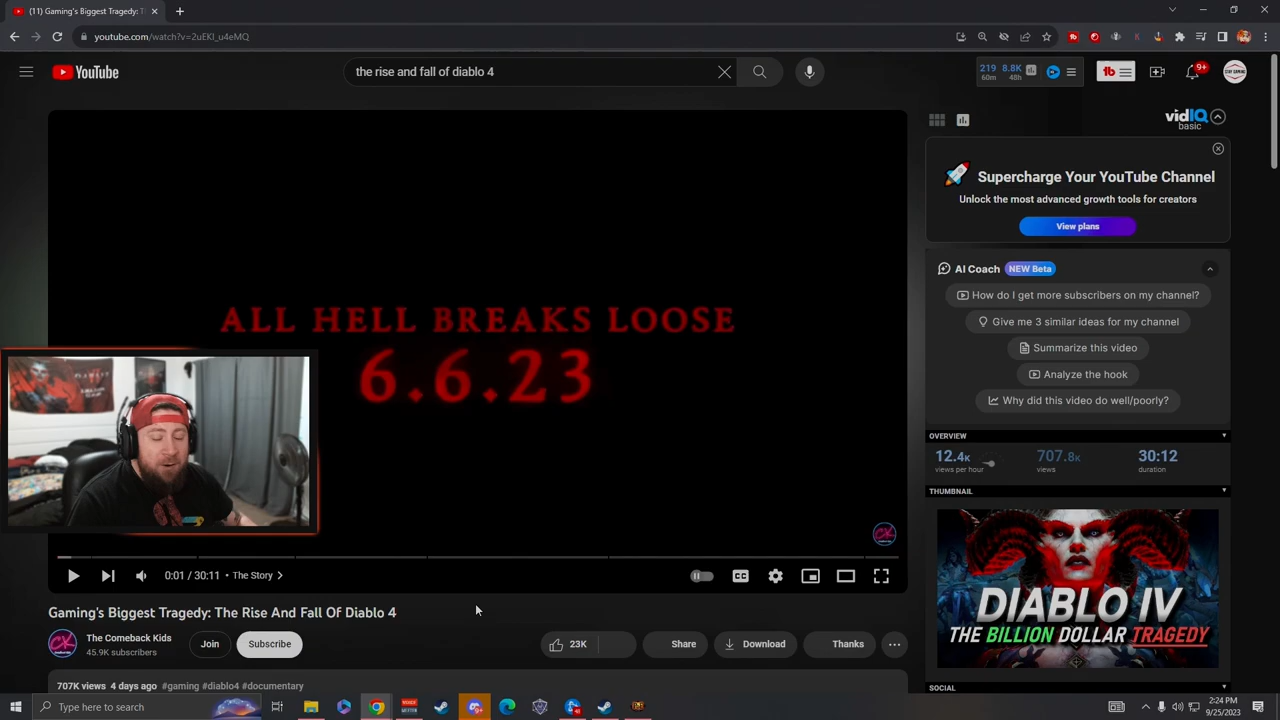 (11) Gaming's Biggest Tragedy: T
youtube.com/watch?v=2uEKI_u4eMQ
YouTube
the rise and fall of diablo 4
219 8.8K
60m 48h
tb
9+
STAY GAMING
vidIQ
basic
Supercharge Your YouTube Channel
Unlock the most advanced growth tools for creators
View plans
AI Coach NEW Beta
How do I get more subscribers on my channel?
Give me 3 similar ideas for my channel
Summarize this video
Analyze the hook
Why did this video do well/poorly?
OVERVIEW
12.4K 707.8K 30:12
views per hour views duration
THUMBNAIL
DIABLO IV
THE BILLION DOLLAR TRAGEDY
SOCIAL
ALL HELL BREAKS LOOSE
6.6.23
CK
0:01 / 30:11 • The Story
CC
Gaming's Biggest Tragedy: The Rise And Fall Of Diablo 4
CK
The Comeback Kids
45.9K subscribers
Join
Subscribe
23K
Share
Download
Thanks
707K views 4 days ago #gaming #diablo4 #documentary
Type here to search
2:24 PM
9/25/2023